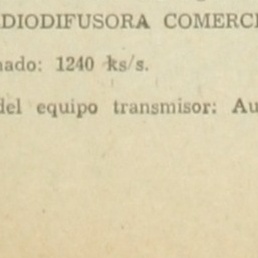 DIODIFUSORA COMERC
nado: 1240 ks/s.
del equipo transmisor: Au